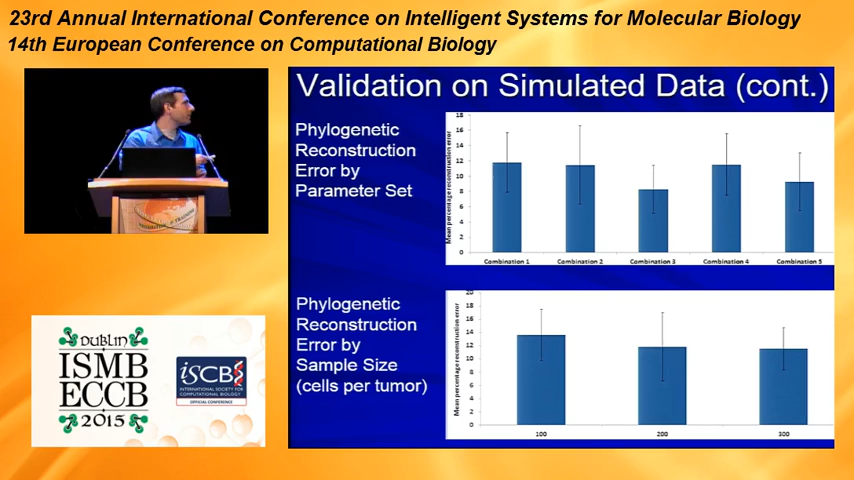 23rd Annual International Conference on Intelligent Systems for Molecular Biology
14th European Conference on Computational Biology
Validation on Simulated Data (cont.)
Phylogenetic
Reconstruction
Error by
Parameter Set
Mean percentage reconstruction error
18
16
14
12
10
8
6
4
2
0
Combination 1
Combination 2
Combination 3
Combination 4
Combination 5
Phylogenetic
Reconstruction
Error by
Sample Size
(cells per tumor)
Mean percentage reconstruction error
20
18
16
14
12
10
8
6
4
2
0
100
200
300
DUBLIN
ISMB
ECCB
2015
ISCB
INTERNATIONAL SOCIETY FOR
COMPUTATIONAL BIOLOGY
OFFICIAL CONFERENCE